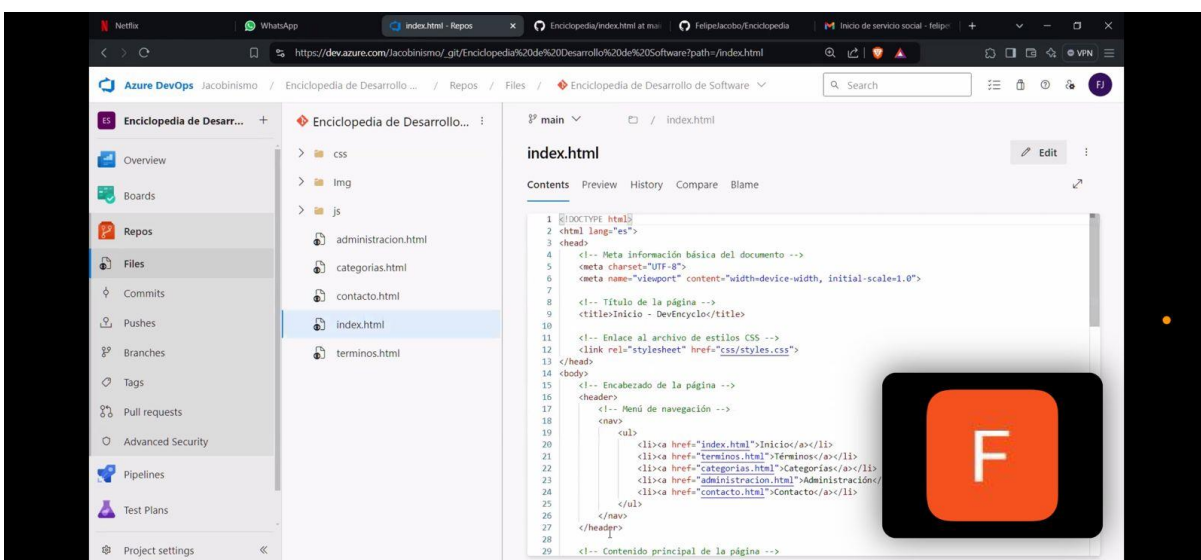 Netflix
WhatsApp
index.html - Repos
Enciclopedia/index.html at mai
FelipeJacobo/Enciclopedia
Inicio de servicio social - felipe
https://dev.azure.com/Jacobinismo/_git/Enciclopedia%20de%20Desarrollo%20de%20Software?path=/index.html
VPN
Azure DevOps Jacobinismo / Enciclopedia de Desarrollo ... / Repos / Files / Enciclopedia de Desarrollo de Software
Search
FJ
ES Enciclopedia de Desarr... +
Overview
Boards
Repos
Files
Commits
Pushes
Branches
Tags
Pull requests
Advanced Security
Pipelines
Test Plans
Project settings
Enciclopedia de Desarrollo...
css
Img
js
administracion.html
categorias.html
contacto.html
index.html
terminos.html
main / index.html
index.html
Edit
Contents Preview History Compare Blame
1 <!DOCTYPE html>
2 <html lang="es">
3 <head>
4 <!-- Meta información básica del documento -->
5 <meta charset="UTF-8">
6 <meta name="viewport" content="width=device-width, initial-scale=1.0">
7
8 <!-- Título de la página -->
9 <title>Inicio - DevEncyclo</title>
10
11 <!-- Enlace al archivo de estilos CSS -->
12 <link rel="stylesheet" href="css/styles.css">
13 </head>
14 <body>
15 <!-- Encabezado de la página -->
16 <header>
17 <!-- Menú de navegación -->
18 <nav>
19 <ul>
20 <li><a href="index.html">Inicio</a></li>
21 <li><a href="terminos.html">Términos</a></li>
22 <li><a href="categorias.html">Categorías</a></li>
23 <li><a href="administracion.html">Administración</
24 <li><a href="contacto.html">Contacto</a></li>
25 </ul>
26 </nav>
27 </header>
28
29 <!-- Contenido principal de la página -->
F